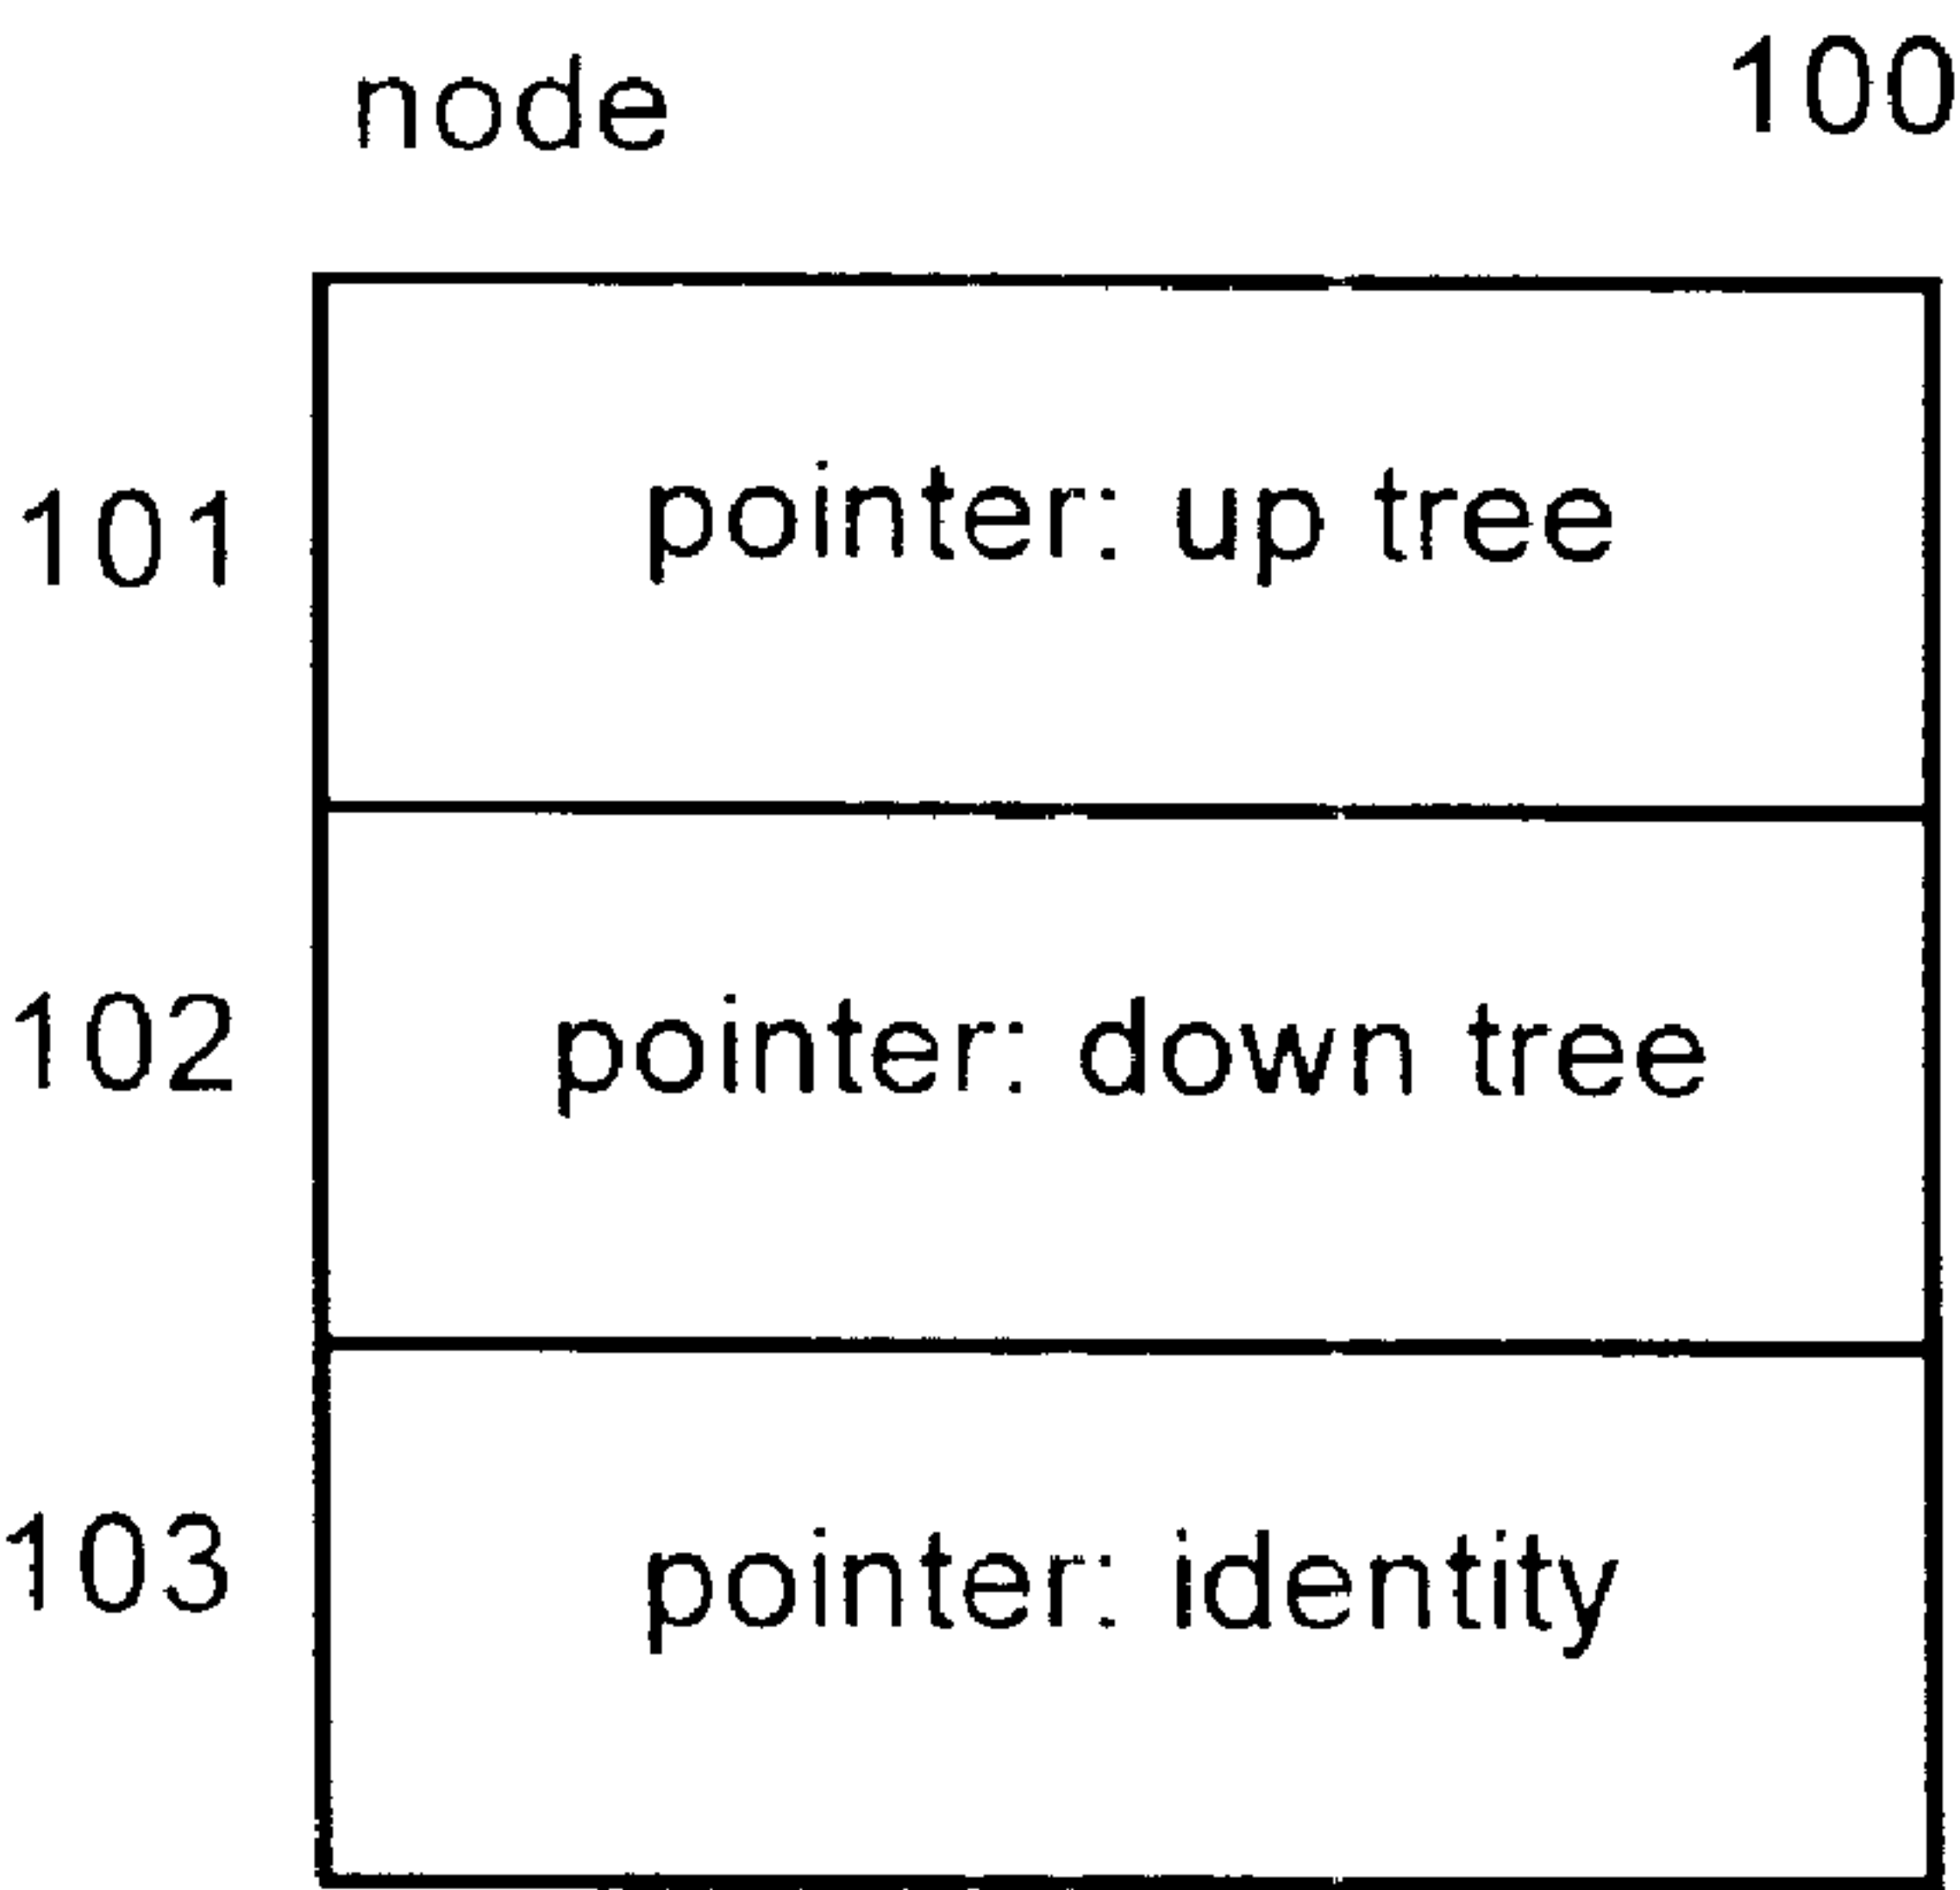 node 100
101 pointer: up tree
102 pointer: down tree
103 pointer: identity